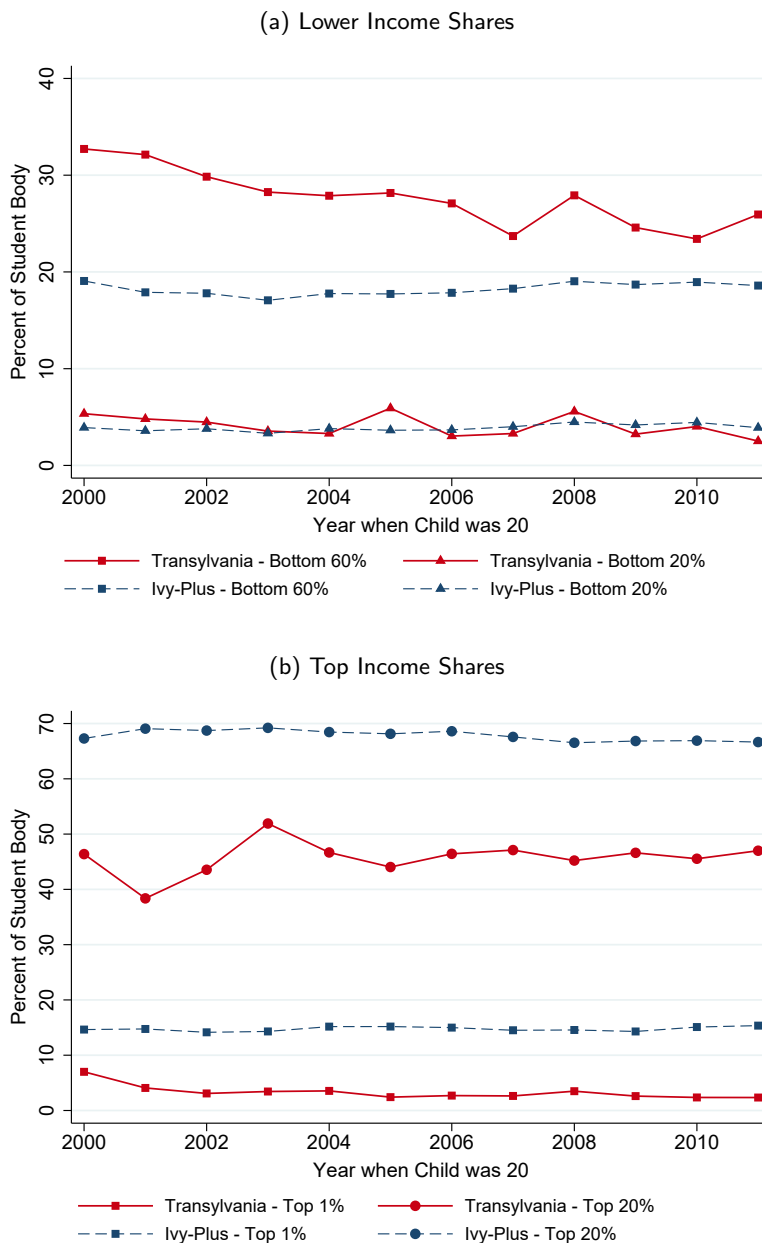 (a) Lower Income Shares
Percent of Student Body
40
30
20
10
0
2000 2002 2004 2006 2008 2010
Year when Child was 20
Transylvania - Bottom 60% Transylvania - Bottom 20%
Ivy-Plus - Bottom 60% Ivy-Plus - Bottom 20%
(b) Top Income Shares
Percent of Student Body
70
60
50
40
30
20
10
0
2000 2002 2004 2006 2008 2010
Year when Child was 20
Transylvania - Top 1% Transylvania - Top 20%
Ivy-Plus - Top 1% Ivy-Plus - Top 20%